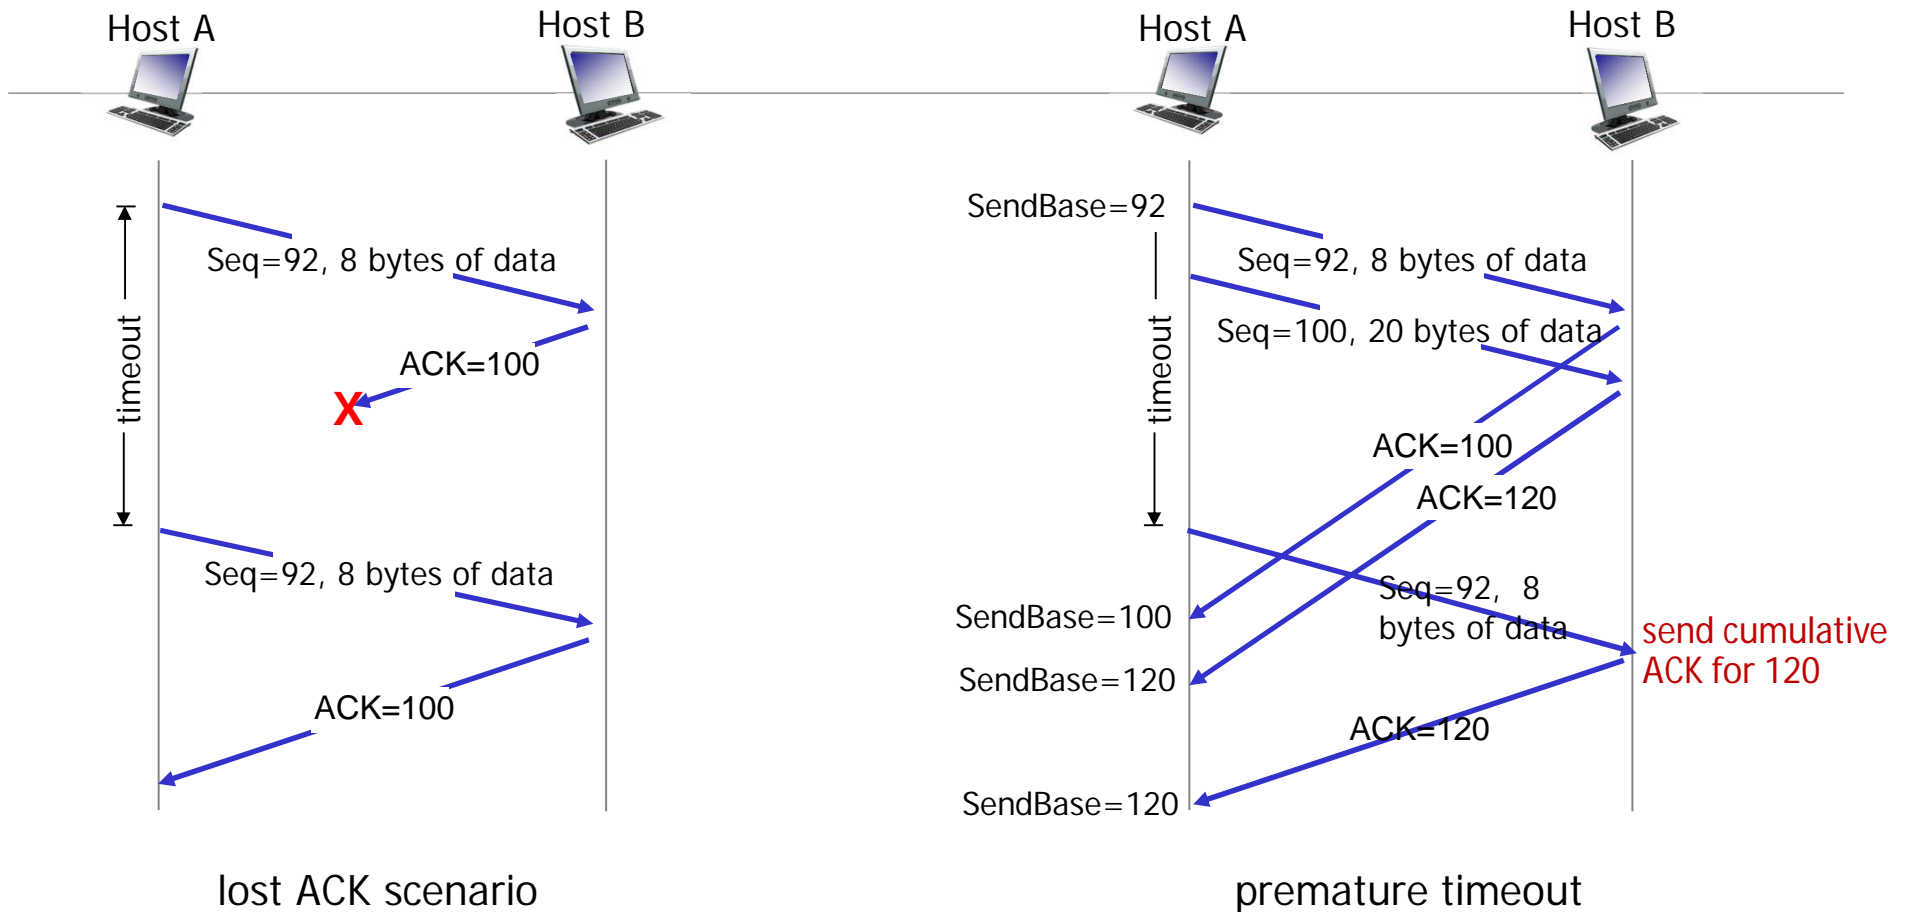 Host A
Host B
timeout
Seq=92, 8 bytes of data
ACK=100
X
Seq=92, 8 bytes of data
ACK=100
lost ACK scenario
Host A
Host B
SendBase=92
timeout
Seq=92, 8 bytes of data
Seq=100, 20 bytes of data
ACK=100
ACK=120
Seq=92, 8
bytes of data
SendBase=100
send cumulative
ACK for 120
SendBase=120
ACK=120
SendBase=120
premature timeout